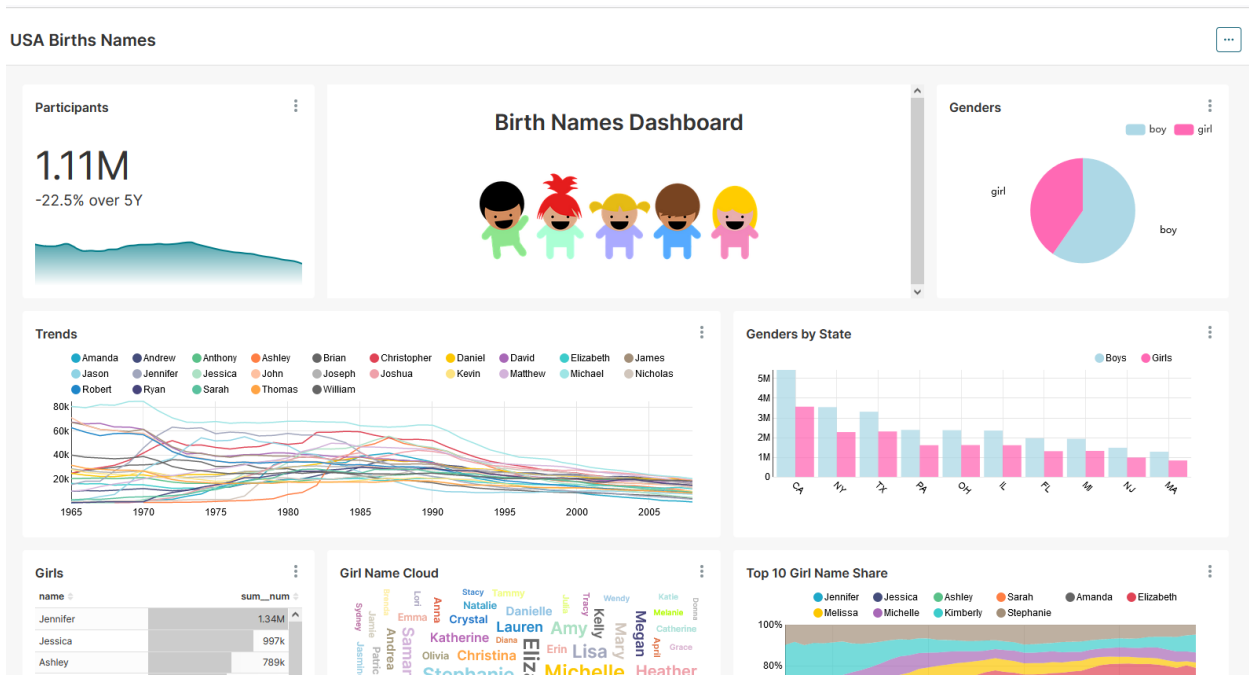 USA Births Names
...
Participants
1.11M
-22.5% over 5Y
Birth Names Dashboard
Genders
boy girl
girl
boy
Trends
Amanda Andrew Anthony Ashley Brian Christopher Daniel David Elizabeth James
Jason Jennifer Jessica John Joseph Joshua Kevin Matthew Michael Nicholas
Robert Ryan Sarah Thomas William
80k
60k
40k
20k
1965 1970 1975 1980 1985 1990 1995 2000 2005
Genders by State
Boys Girls
5M
4M
3M
2M
1M
0
CA NY TX PA OH IL FL MI NJ MA
Girls
name sum__num
Jennifer 1.34M
Jessica 997k
Ashley 789k
Girl Name Cloud
Stacy Tammy
Brenda Lori Anna Natalie Danielle Julie Tracy Wendy Katie Donna
Sydney Jamie Emma Crystal Kelly Megan Melanie
Lauren Amy Mary Catherine
Andrea Samar Katherine Diana April
Jasmin Patric Olivia Christina Eliz Erin Lisa Grace
Stephanie Michelle Heather
Top 10 Girl Name Share
Jennifer Jessica Ashley Sarah Amanda Elizabeth
Melissa Michelle Kimberly Stephanie
100%
80%